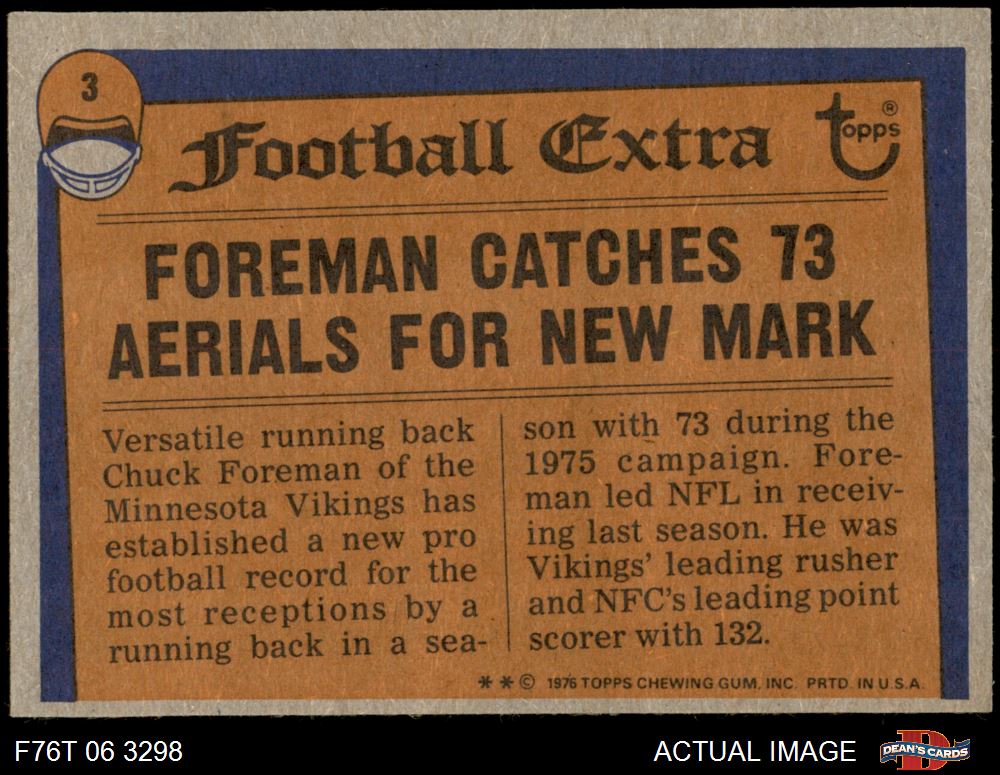 3
Football Extra
topps ®
FOREMAN CATCHES 73
AERIALS FOR NEW MARK
Versatile running back
Chuck Foreman of the
Minnesota Vikings has
established a new pro
football record for the
most receptions by a
running back in a sea-
son with 73 during the
1975 campaign. Fore-
man led NFL in receiv-
ing last season. He was
Vikings' leading rusher
and NFC's leading point
scorer with 132.
* * © 1976 TOPPS CHEWING GUM, INC. PRTD. IN U.S.A.
F76T 06 3298
ACTUAL IMAGE
DEAN'S CARDS